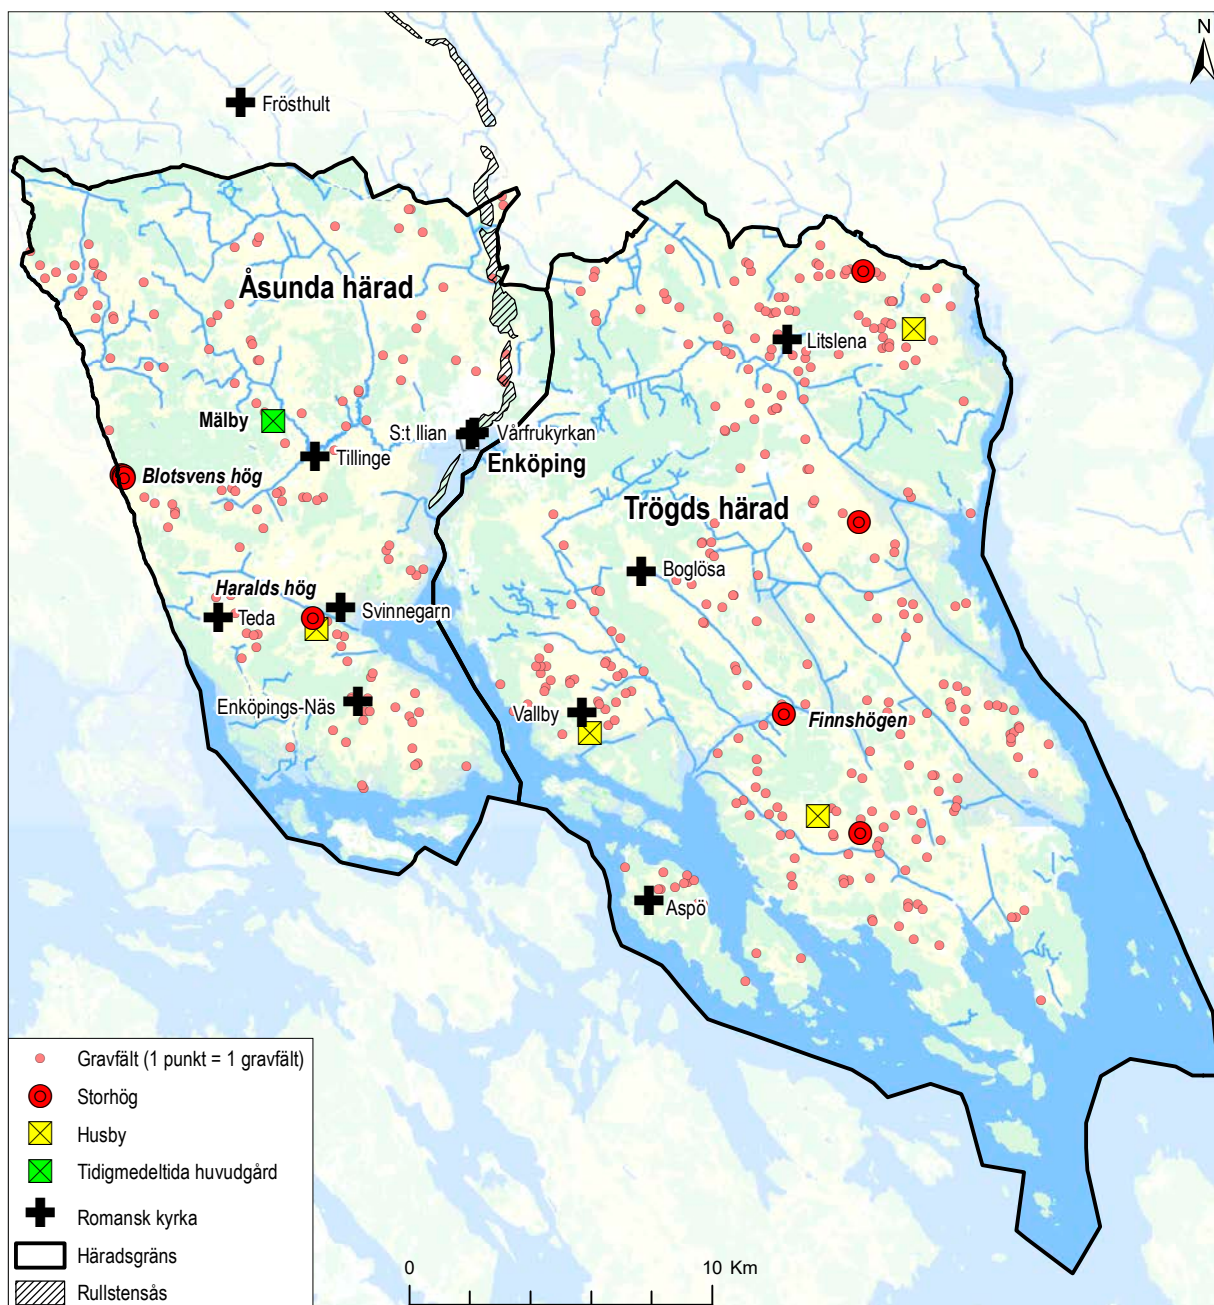 N
Frösthult
Åsunda härad
Litslena
Mälby
S:t Ilian
Vårfrukyrkan
Tillinge
Enköping
Blotsvens hög
Trögds härad
Boglösa
Haralds hög
Teda
Svinnegarn
Enköpings-Näs
Vallby
Finnshögen
Aspö
Gravfält (1 punkt = 1 gravfält)
Storhög
Husby
Tidigmedeltida huvudgård
Romansk kyrka
Häradsgräns
Rullstensås
0 10 Km